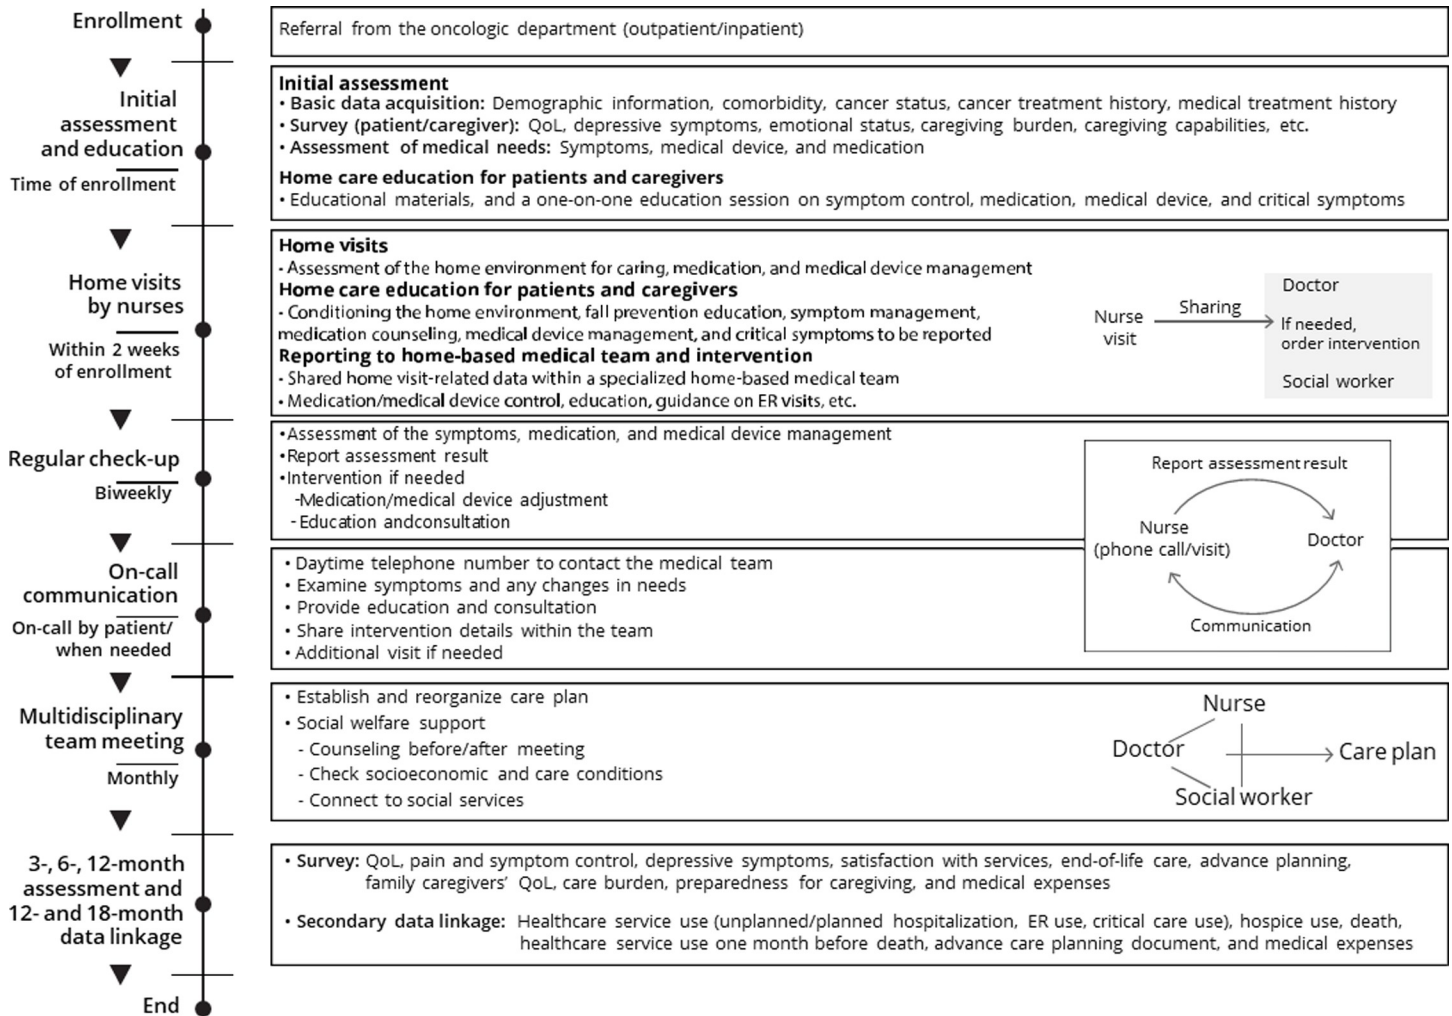 Enrollment
Referral from the oncologic department (outpatient/inpatient)
Initial
assessment
and education
Time of enrollment
Initial assessment
• Basic data acquisition: Demographic information, comorbidity, cancer status, cancer treatment history, medical treatment history
• Survey (patient/caregiver): QoL, depressive symptoms, emotional status, caregiving burden, caregiving capabilities, etc.
• Assessment of medical needs: Symptoms, medical device, and medication
Home care education for patients and caregivers
• Educational materials, and a one-on-one education session on symptom control, medication, medical device, and critical symptoms
Home visits
by nurses
Within 2 weeks
of enrollment
Home visits
- Assessment of the home environment for caring, medication, and medical device management
Home care education for patients and caregivers
- Conditioning the home environment, fall prevention education, symptom management,
medication counseling, medical device management, and critical symptoms to be reported
Reporting to home-based medical team and intervention
- Shared home visit-related data within a specialized home-based medical team
- Medication/medical device control, education, guidance on ER visits, etc.
Nurse
visit
Sharing
Doctor
If needed,
order intervention
Social worker
Regular check-up
Biweekly
•Assessment of the symptoms, medication, and medical device management
•Report assessment result
•Intervention if needed
-Medication/medical device adjustment
- Education andconsultation
Report assessment result
Nurse
(phone call/visit)
Doctor
Communication
On-call
communication
On-call by patient/
when needed
• Daytime telephone number to contact the medical team
• Examine symptoms and any changes in needs
• Provide education and consultation
• Share intervention details within the team
• Additional visit if needed
Multidisciplinary
team meeting
Monthly
• Establish and reorganize care plan
• Social welfare support
- Counseling before/after meeting
- Check socioeconomic and care conditions
- Connect to social services
Nurse
Doctor
Care plan
Social worker
3-, 6-, 12-month
assessment and
12- and 18-month
data linkage
• Survey: QoL, pain and symptom control, depressive symptoms, satisfaction with services, end-of-life care, advance planning,
family caregivers' QoL, care burden, preparedness for caregiving, and medical expenses
• Secondary data linkage: Healthcare service use (unplanned/planned hospitalization, ER use, critical care use), hospice use, death,
healthcare service use one month before death, advance care planning document, and medical expenses
End